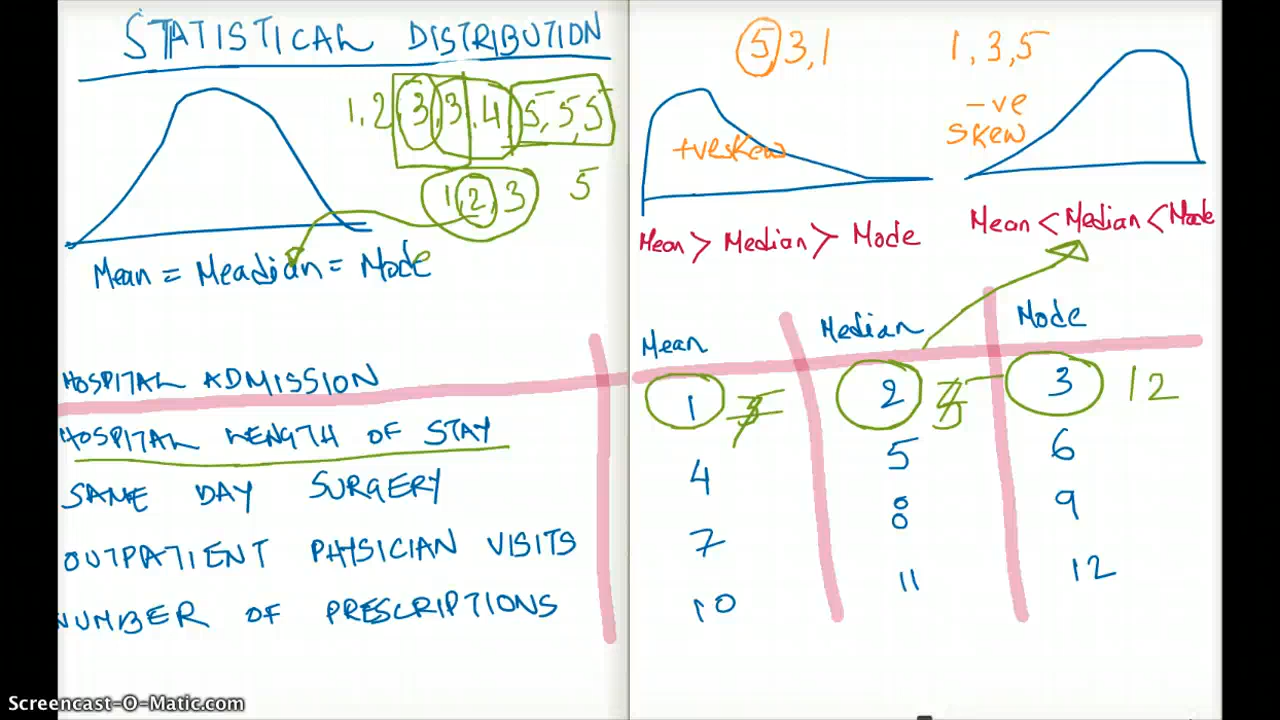 STATISTICAL DISTRIBUTION
1, 2, 3, 3, 4, 5, 5, 5
1, 2, 3
5
Mean = Meadian = Mode
5, 3, 1
1, 3, 5
+ve skew
-ve
skew
Mean > Median > Mode
Mean < Median < Mode
Mean Median Mode
HOSPITAL ADMISSION
1 2 3 12
HOSPITAL LENGTH OF STAY
4 5 6
SAME DAY SURGERY
7 8 9
OUTPATIENT PHYSICIAN VISITS
10 11 12
NUMBER OF PRESCRIPTIONS
Screencast-O-Matic.com